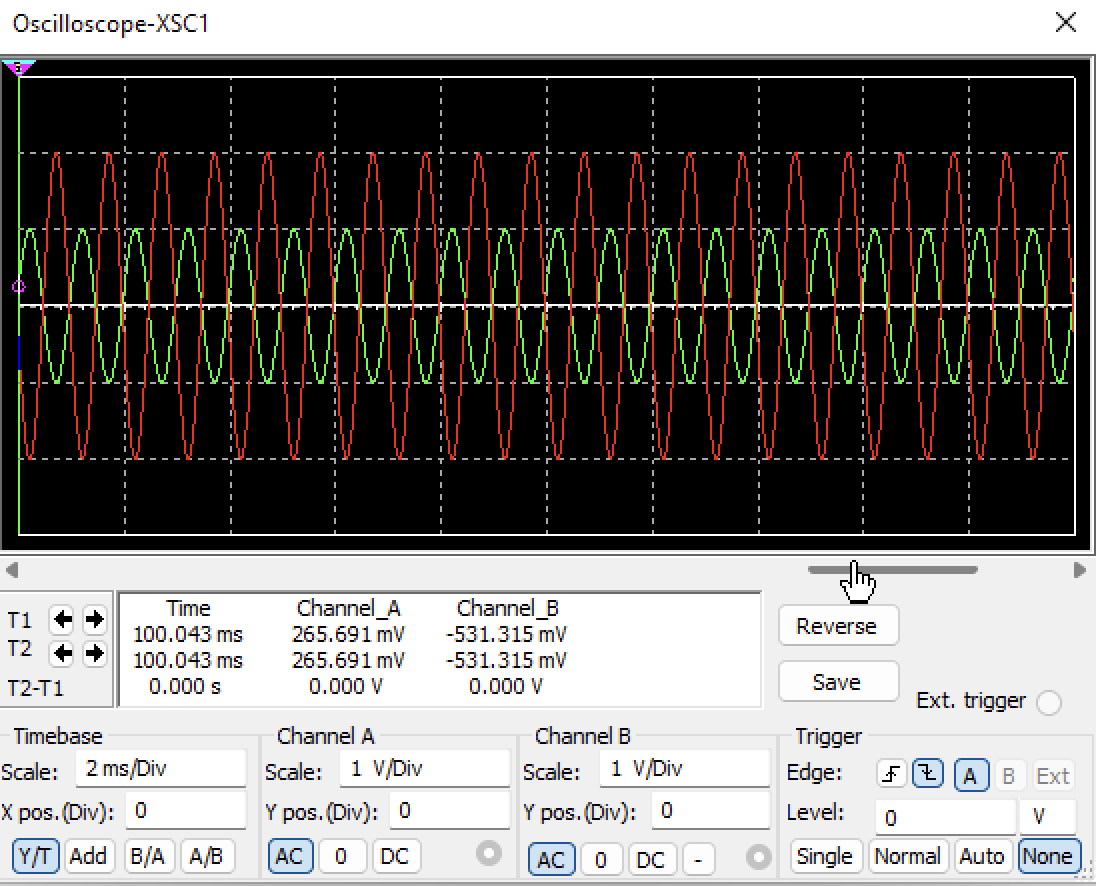 Oscilloscope-XSC1
Time Channel_A Channel_B
T1 100.043 ms 265.691 mV -531.315 mV
T2 100.043 ms 265.691 mV -531.315 mV
T2-T1 0.000 s 0.000 V 0.000 V
Reverse
Save
Ext. trigger
Timebase
Scale: 2 ms/Div
X pos.(Div): 0
Y/T Add B/A A/B
Channel A
Scale: 1 V/Div
Y pos.(Div): 0
AC 0 DC
Channel B
Scale: 1 V/Div
Y pos.(Div): 0
AC 0 DC -
Trigger
Edge: A B Ext
Level: 0 V
Single Normal Auto None